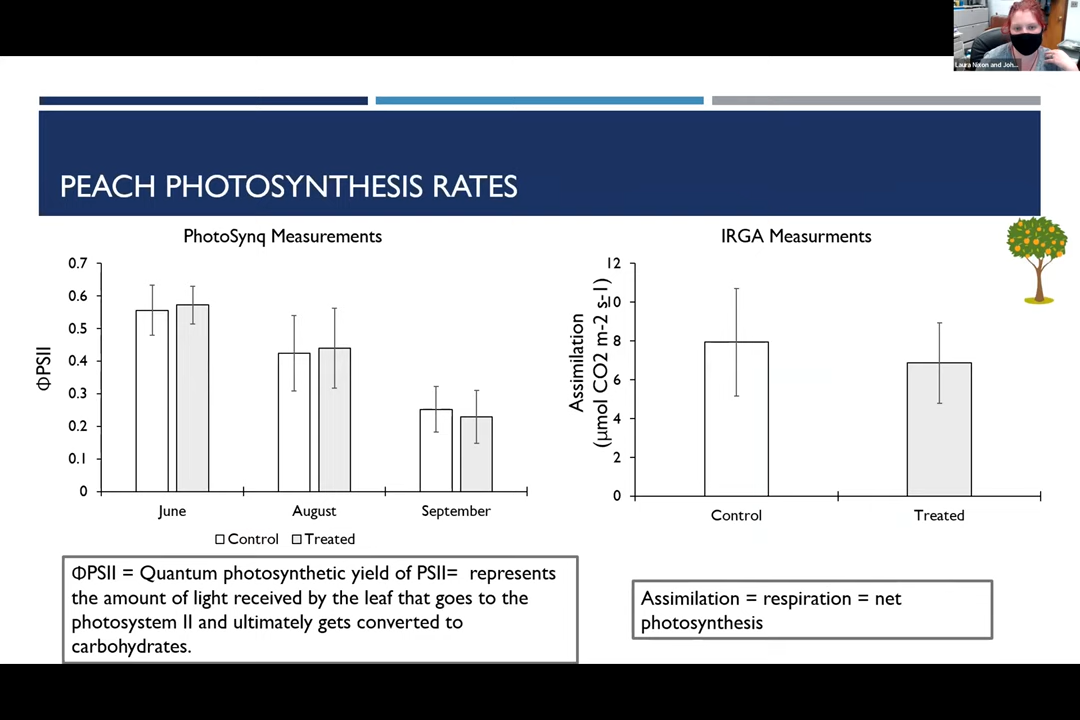 Laura Nixon and Joh...
PEACH PHOTOSYNTHESIS RATES
PhotoSynq Measurements
0.7
0.6
0.5
0.4
0.3
0.2
0.1
0
ΦPSII
June
August
September
Control
Treated
ΦPSII = Quantum photosynthetic yield of PSII= represents
the amount of light received by the leaf that goes to the
photosystem II and ultimately gets converted to
carbohydrates.
IRGA Measurments
12
10
8
6
4
2
0
Assimilation
(µmol CO2 m-2 s-1)
Control
Treated
Assimilation = respiration = net
photosynthesis